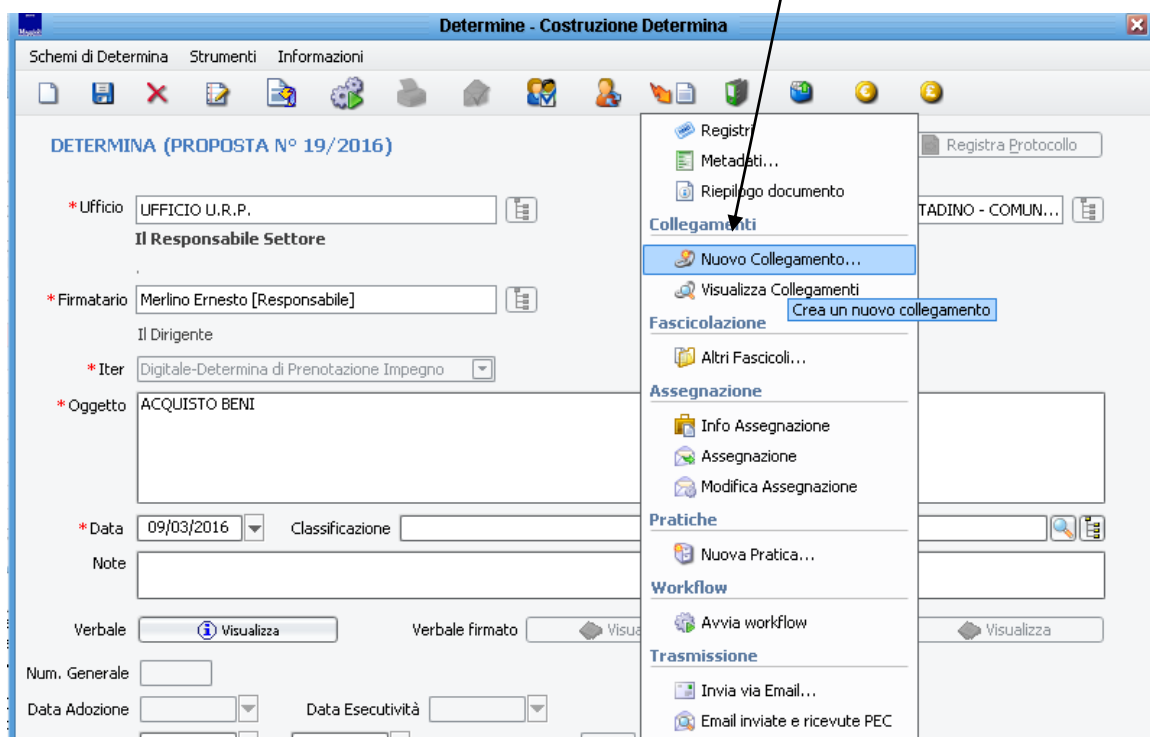 Determine - Costruzione Determina
Schemi di Determina Strumenti Informazioni
DETERMINA (PROPOSTA N° 19/2016)
Registra Protocollo
*Ufficio UFFICIO U.R.P.
TADINO - COMUN...
Il Responsabile Settore
.
*Firmatario Merlino Ernesto [Responsabile]
Il Dirigente
*Iter Digitale-Determina di Prenotazione Impegno
*Oggetto ACQUISTO BENI
*Data 09/03/2016 Classificazione
Note
Verbale Visualizza Verbale firmato Visua Visualizza
Num. Generale
Data Adozione Data Esecutività
Registri
Metadati...
Riepilogo documento
Collegamenti
Nuovo Collegamento...
Visualizza Collegamenti
Crea un nuovo collegamento
Fascicolazione
Altri Fascicoli...
Assegnazione
Info Assegnazione
Assegnazione
Modifica Assegnazione
Pratiche
Nuova Pratica...
Workflow
Avvia workflow
Trasmissione
Invia via Email...
Email inviate e ricevute PEC